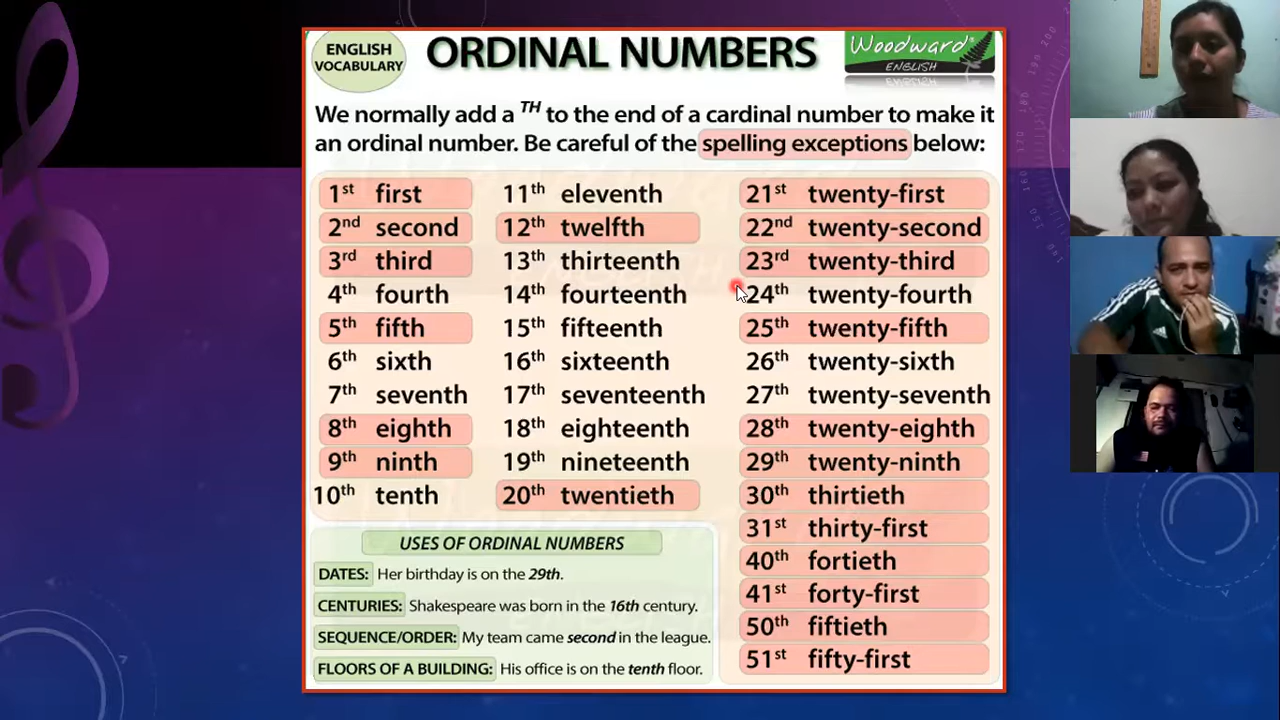 ENGLISH
VOCABULARY
ORDINAL NUMBERS
Woodward®
ENGLISH
We normally add a TH to the end of a cardinal number to make it
an ordinal number. Be careful of the spelling exceptions below:
1st first
2nd second
3rd third
4th fourth
5th fifth
6th sixth
7th seventh
8th eighth
9th ninth
10th tenth
11th eleventh
12th twelfth
13th thirteenth
14th fourteenth
15th fifteenth
16th sixteenth
17th seventeenth
18th eighteenth
19th nineteenth
20th twentieth
21st twenty-first
22nd twenty-second
23rd twenty-third
24th twenty-fourth
25th twenty-fifth
26th twenty-sixth
27th twenty-seventh
28th twenty-eighth
29th twenty-ninth
30th thirtieth
31st thirty-first
40th fortieth
41st forty-first
50th fiftieth
51st fifty-first
USES OF ORDINAL NUMBERS
DATES: Her birthday is on the 29th.
CENTURIES: Shakespeare was born in the 16th century.
SEQUENCE/ORDER: My team came second in the league.
FLOORS OF A BUILDING: His office is on the tenth floor.